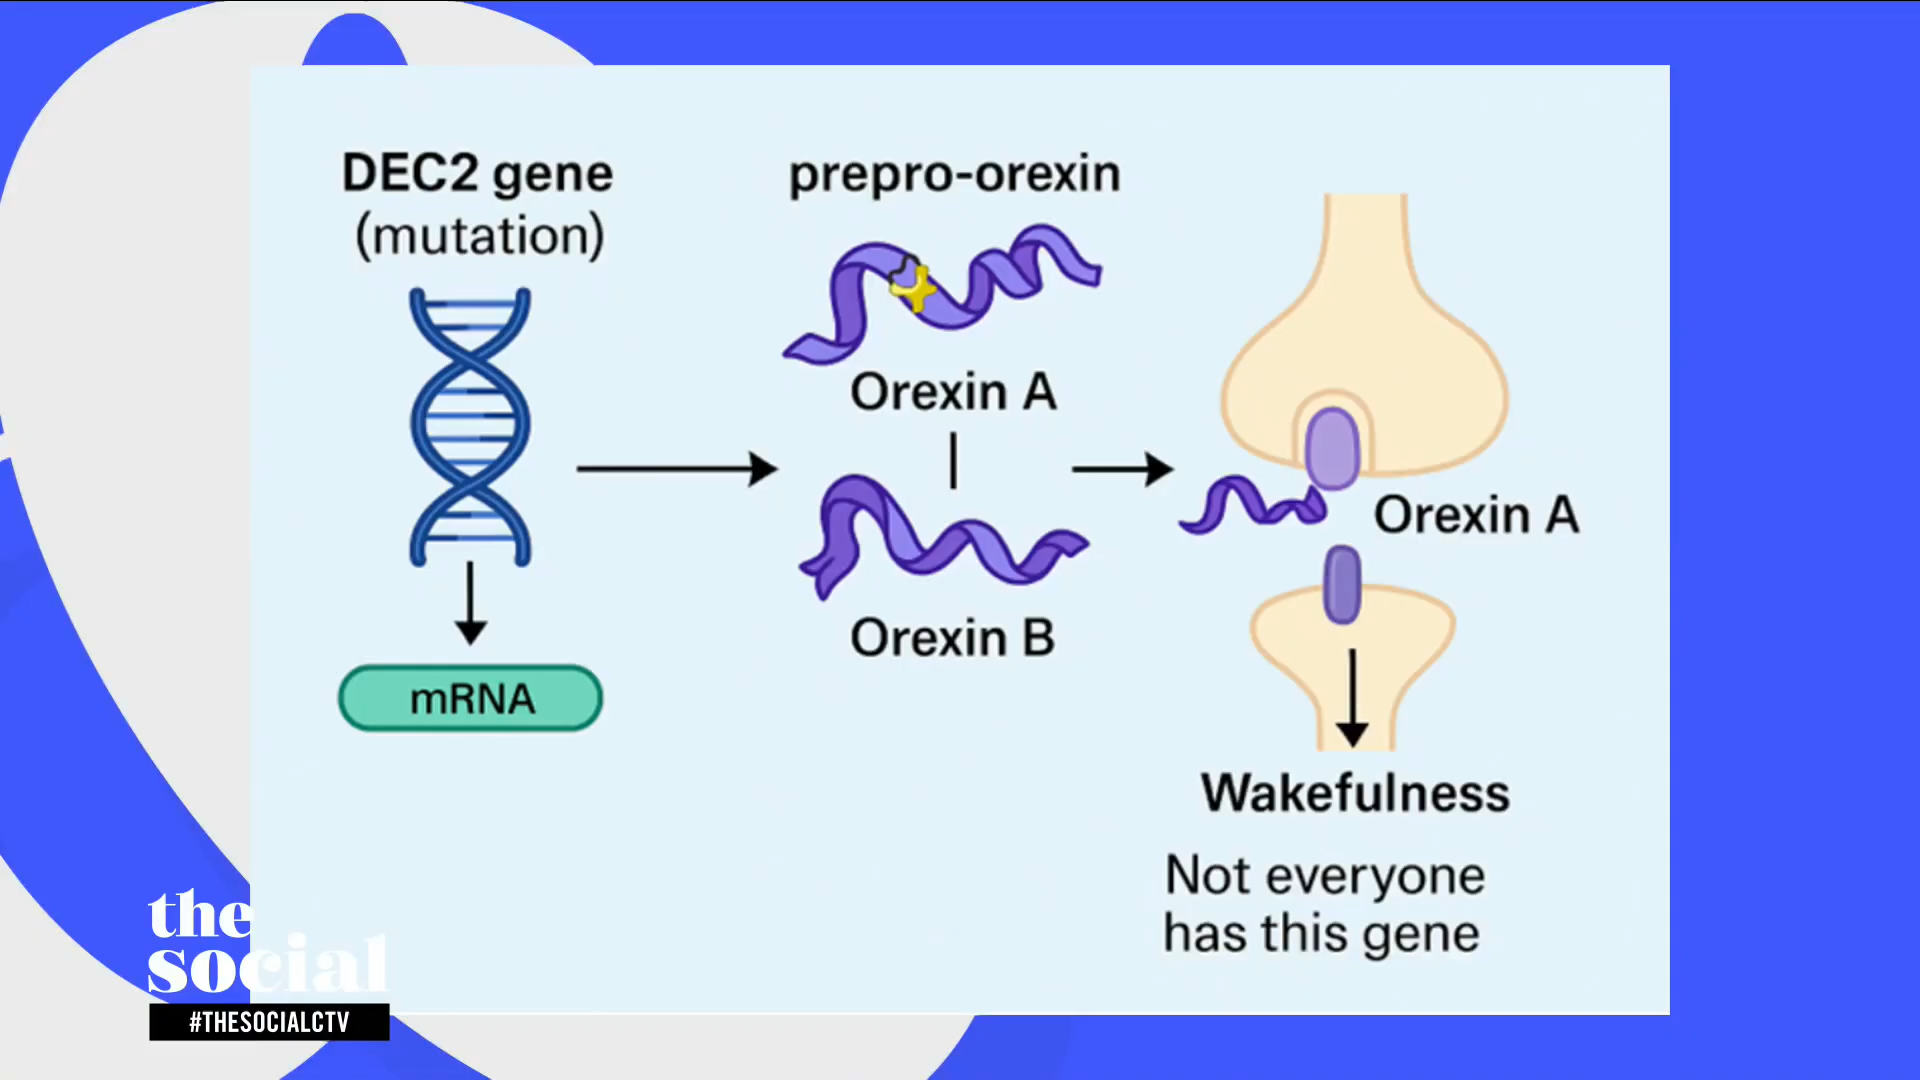 DEC2 gene
(mutation)
mRNA
prepro-orexin
Orexin A
Orexin B
Orexin A
Wakefulness
Not everyone
has this gene
the
social
#THESOCIALCTV